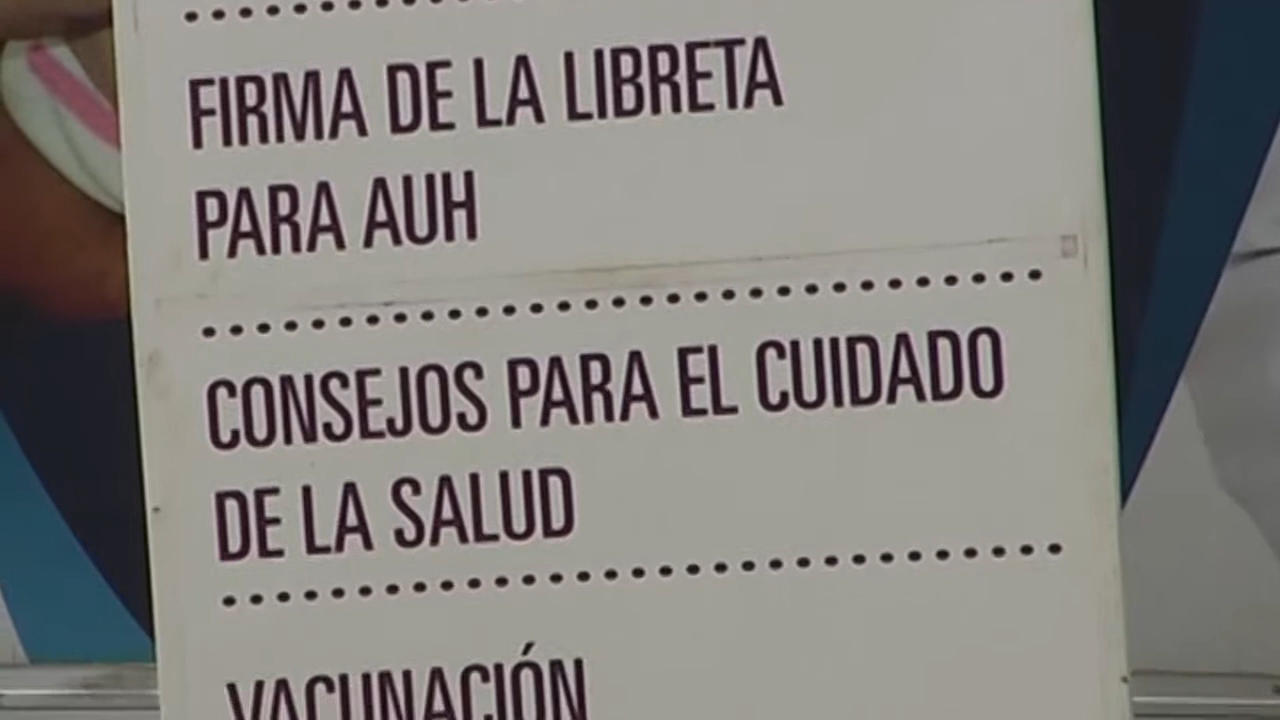 FIRMA DE LA LIBRETA
PARA AUH
CONSEJOS PARA EL CUIDADO
DE LA SALUD
VACUNACIÓN